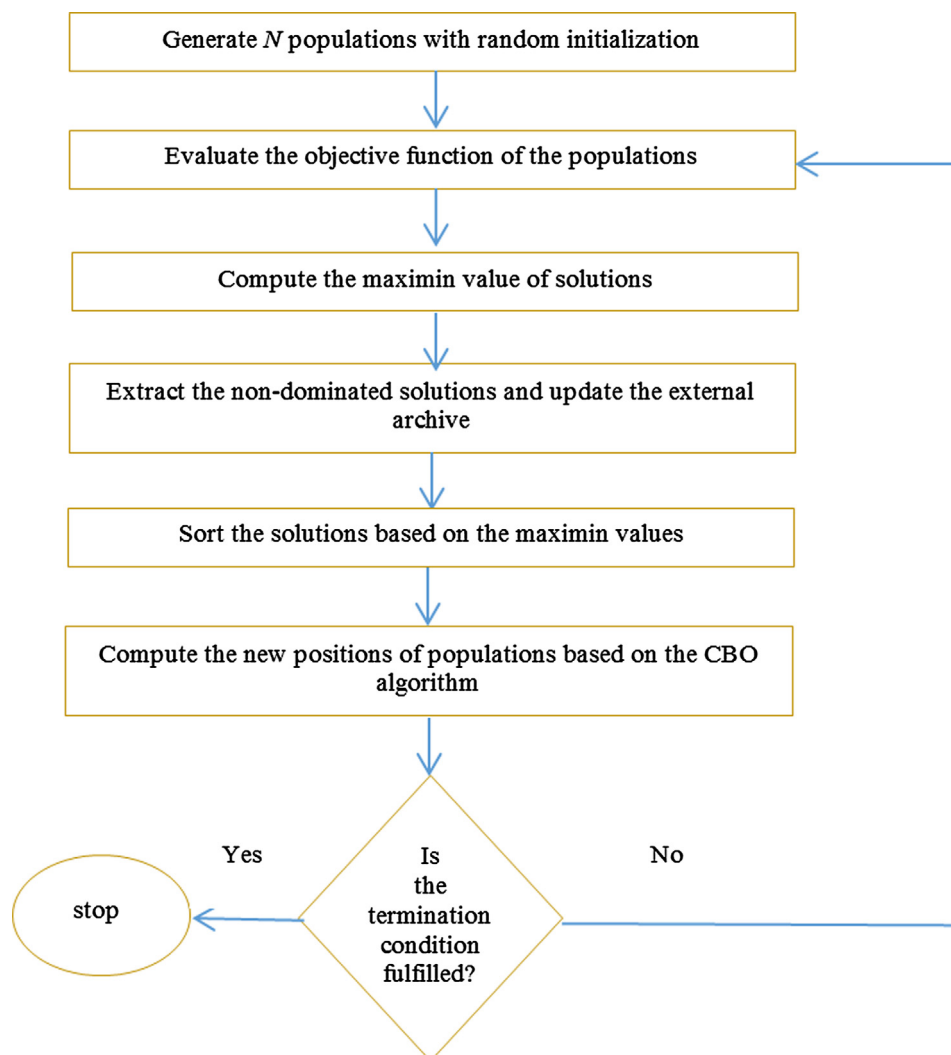 Generate N populations with random initialization
Evaluate the objective function of the populations
Compute the maximin value of solutions
Extract the non-dominated solutions and update the external
archive
Sort the solutions based on the maximin values
Compute the new positions of populations based on the CBO
algorithm
Yes
No
Is
the
termination
condition
fulfilled?
stop